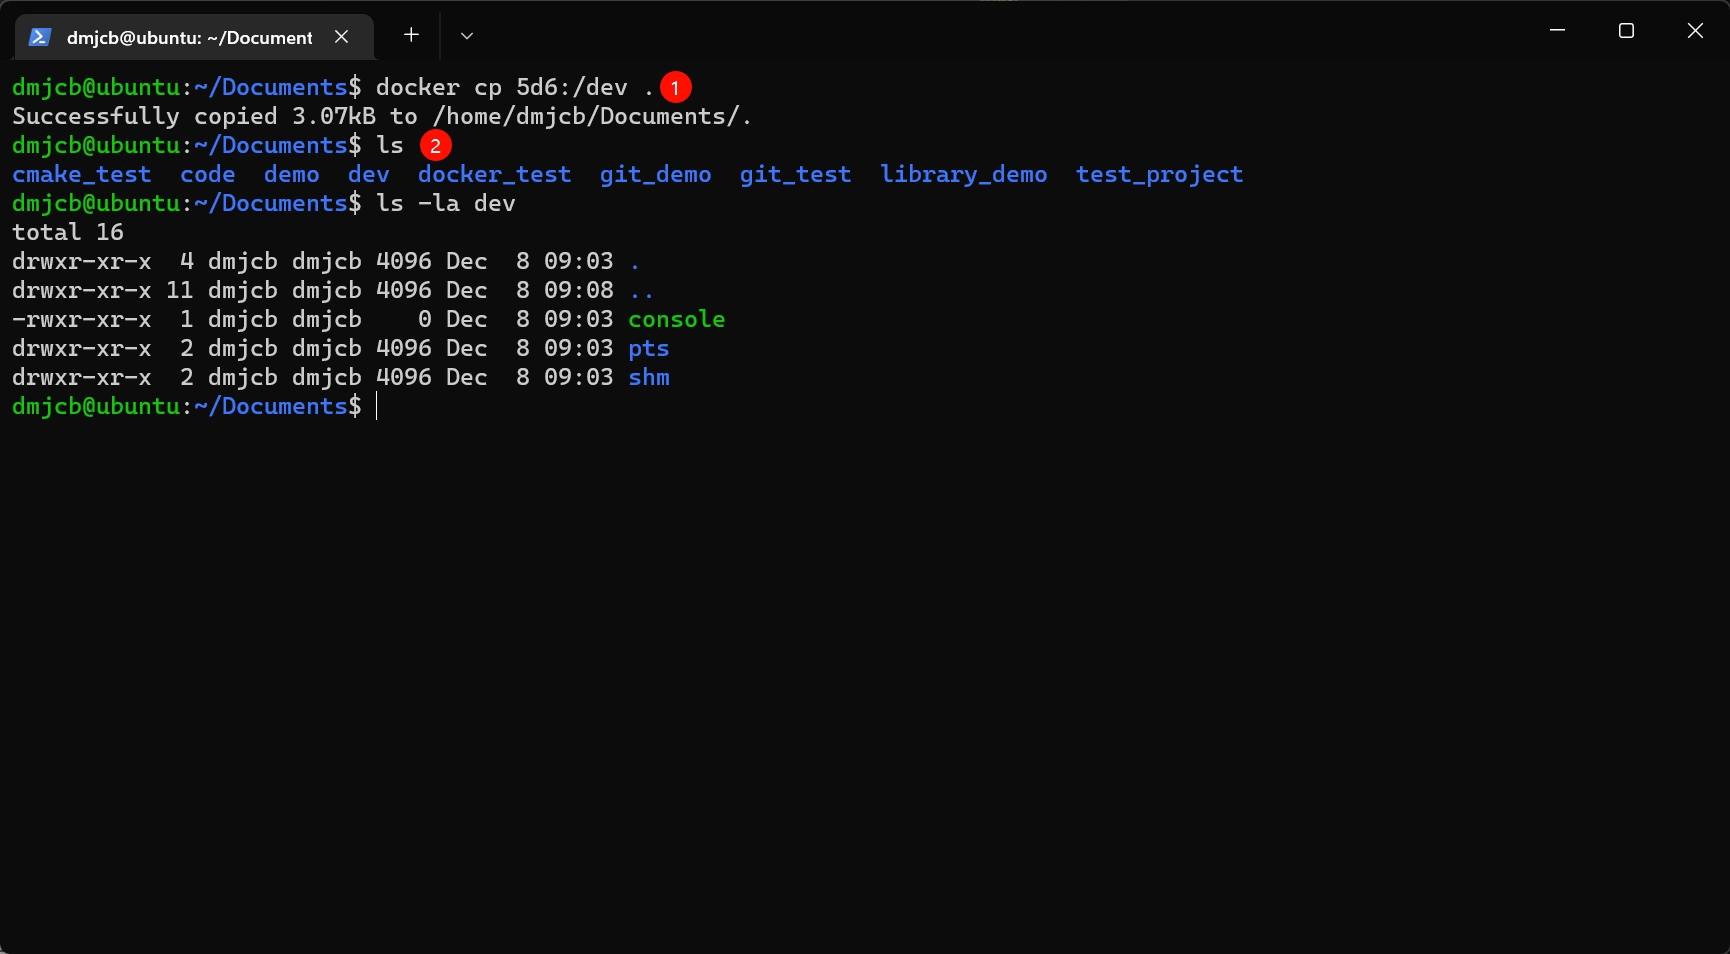 dmjcb@ubuntu: ~/Document
dmjcb@ubuntu:~/Documents$ docker cp 5d6:/dev . 1
Successfully copied 3.07kB to /home/dmjcb/Documents/.
dmjcb@ubuntu:~/Documents$ ls 2
cmake_test  code  demo  dev  docker_test  git_demo  git_test  library_demo  test_project
dmjcb@ubuntu:~/Documents$ ls -la dev
total 16
drwxr-xr-x  4 dmjcb dmjcb 4096 Dec  8 09:03 .
drwxr-xr-x 11 dmjcb dmjcb 4096 Dec  8 09:08 ..
-rwxr-xr-x  1 dmjcb dmjcb    0 Dec  8 09:03 console
drwxr-xr-x  2 dmjcb dmjcb 4096 Dec  8 09:03 pts
drwxr-xr-x  2 dmjcb dmjcb 4096 Dec  8 09:03 shm
dmjcb@ubuntu:~/Documents$